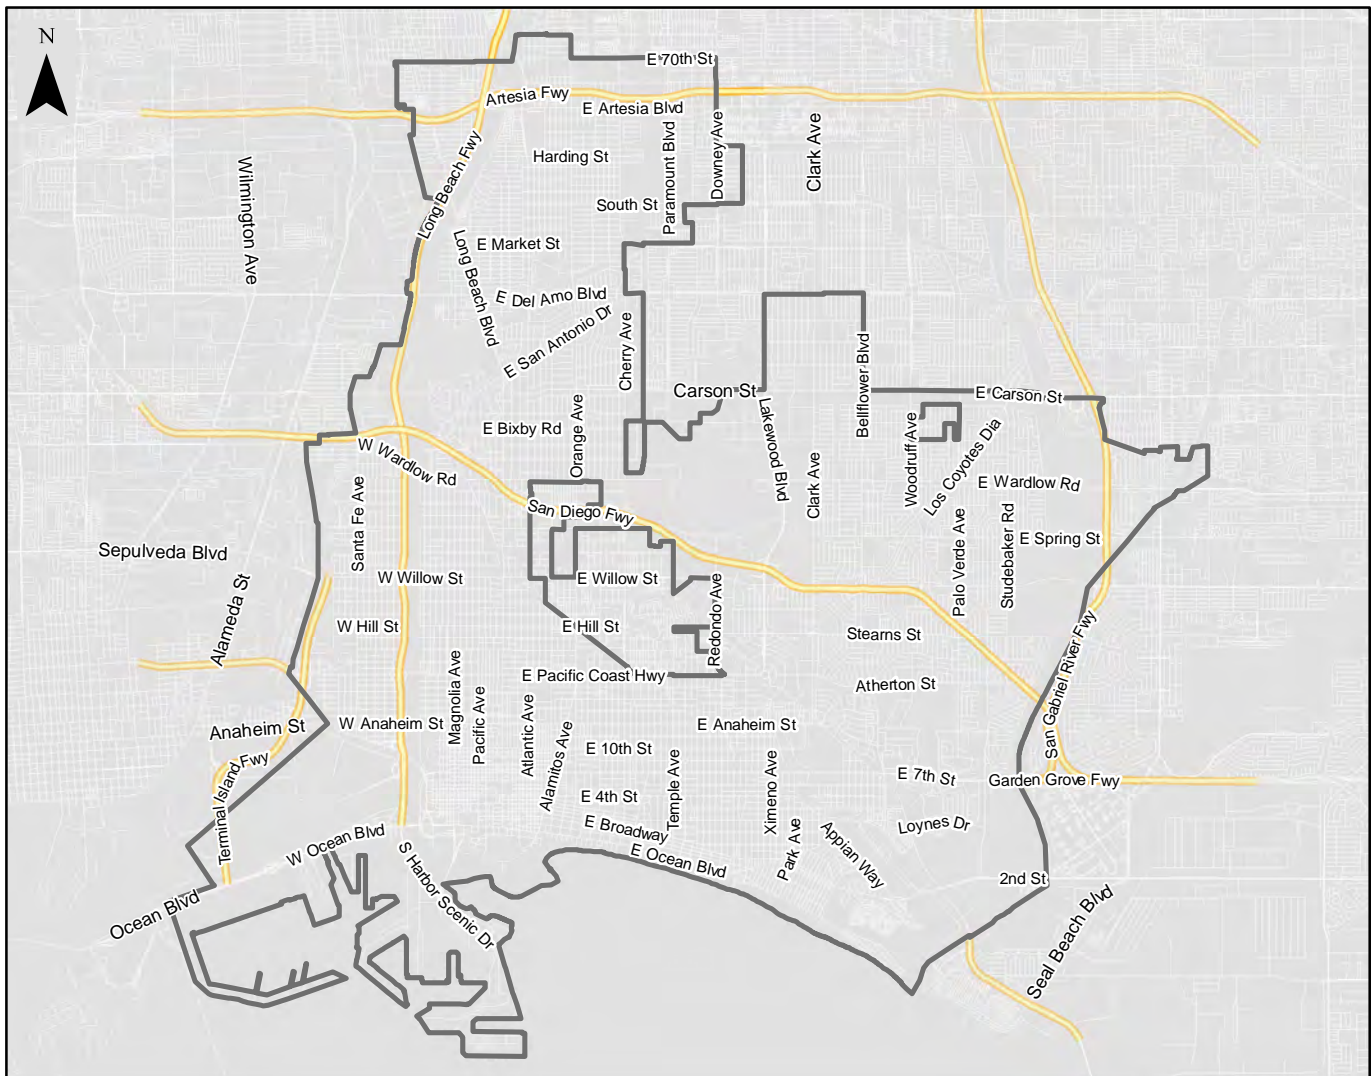 N
E 70th St
Artesia Fwy
E Artesia Blvd
Clark Ave
Paramount Blvd
Downey Ave
Harding St
Long Beach Fwy
Wilmington Ave
South St
E Market St
Long Beach Blvd
E Del Amo Blvd
E San Antonio Dr
Cherry Ave
Bellflower Blvd
Carson St
E Carson St
Lakewood Blvd
E Bixby Rd
Orange Ave
W Wardlow Rd
Woodruff Ave
Los Coyotes Dia
Clark Ave
E Wardlow Rd
Santa Fe Ave
San Diego Fwy
Sepulveda Blvd
Palo Verde Ave
Studebaker Rd
E Spring St
W Willow St
E Willow St
Alameda St
Redondo Ave
W Hill St
E Hill St
Stearns St
San Gabriel River Fwy
E Pacific Coast Hwy
Atherton St
Magnolia Ave
Pacific Ave
Anaheim St
W Anaheim St
Atlantic Ave
Alamitos Ave
E Anaheim St
E 10th St
Terminal Island Fwy
Temple Ave
Ximeno Ave
E 7th St
Garden Grove Fwy
E 4th St
E Broadway
W Ocean Blvd
Park Ave
Appian Way
Loynes Dr
E Ocean Blvd
S Harbor Scenic Dr
2nd St
Ocean Blvd
Seal Beach Blvd